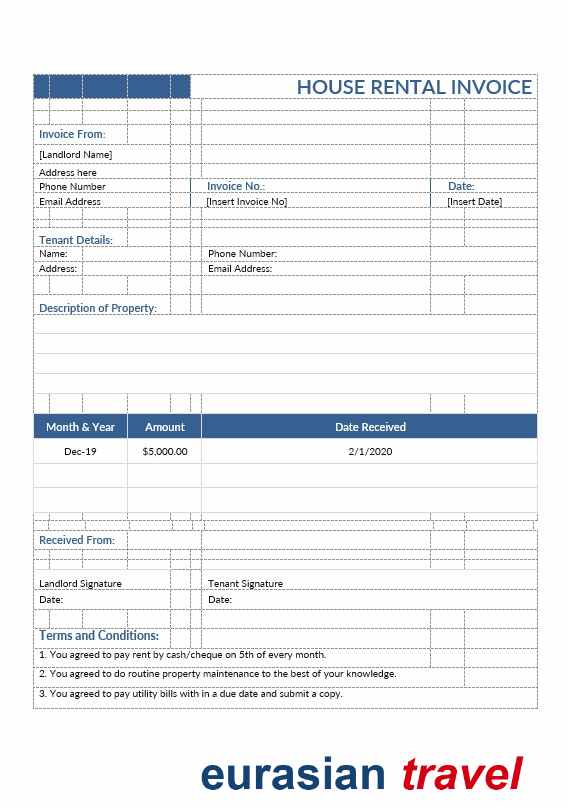 HOUSE RENTAL INVOICE
Invoice From:
[Landlord Name]
Address here
Phone Number Invoice No.: Date:
Email Address [Insert Invoice No] [Insert Date]
Tenant Details:
Name: Phone Number:
Address: Email Address:
Description of Property:
Month & Year Amount Date Received
Dec-19 $5,000.00 2/1/2020
Received From:
Landlord Signature Tenant Signature
Date: Date:
Terms and Conditions:
1. You agreed to pay rent by cash/cheque on 5th of every month.
2. You agreed to do routine property maintenance to the best of your knowledge.
3. You agreed to pay utility bills with in a due date and submit a copy.
eurasian travel